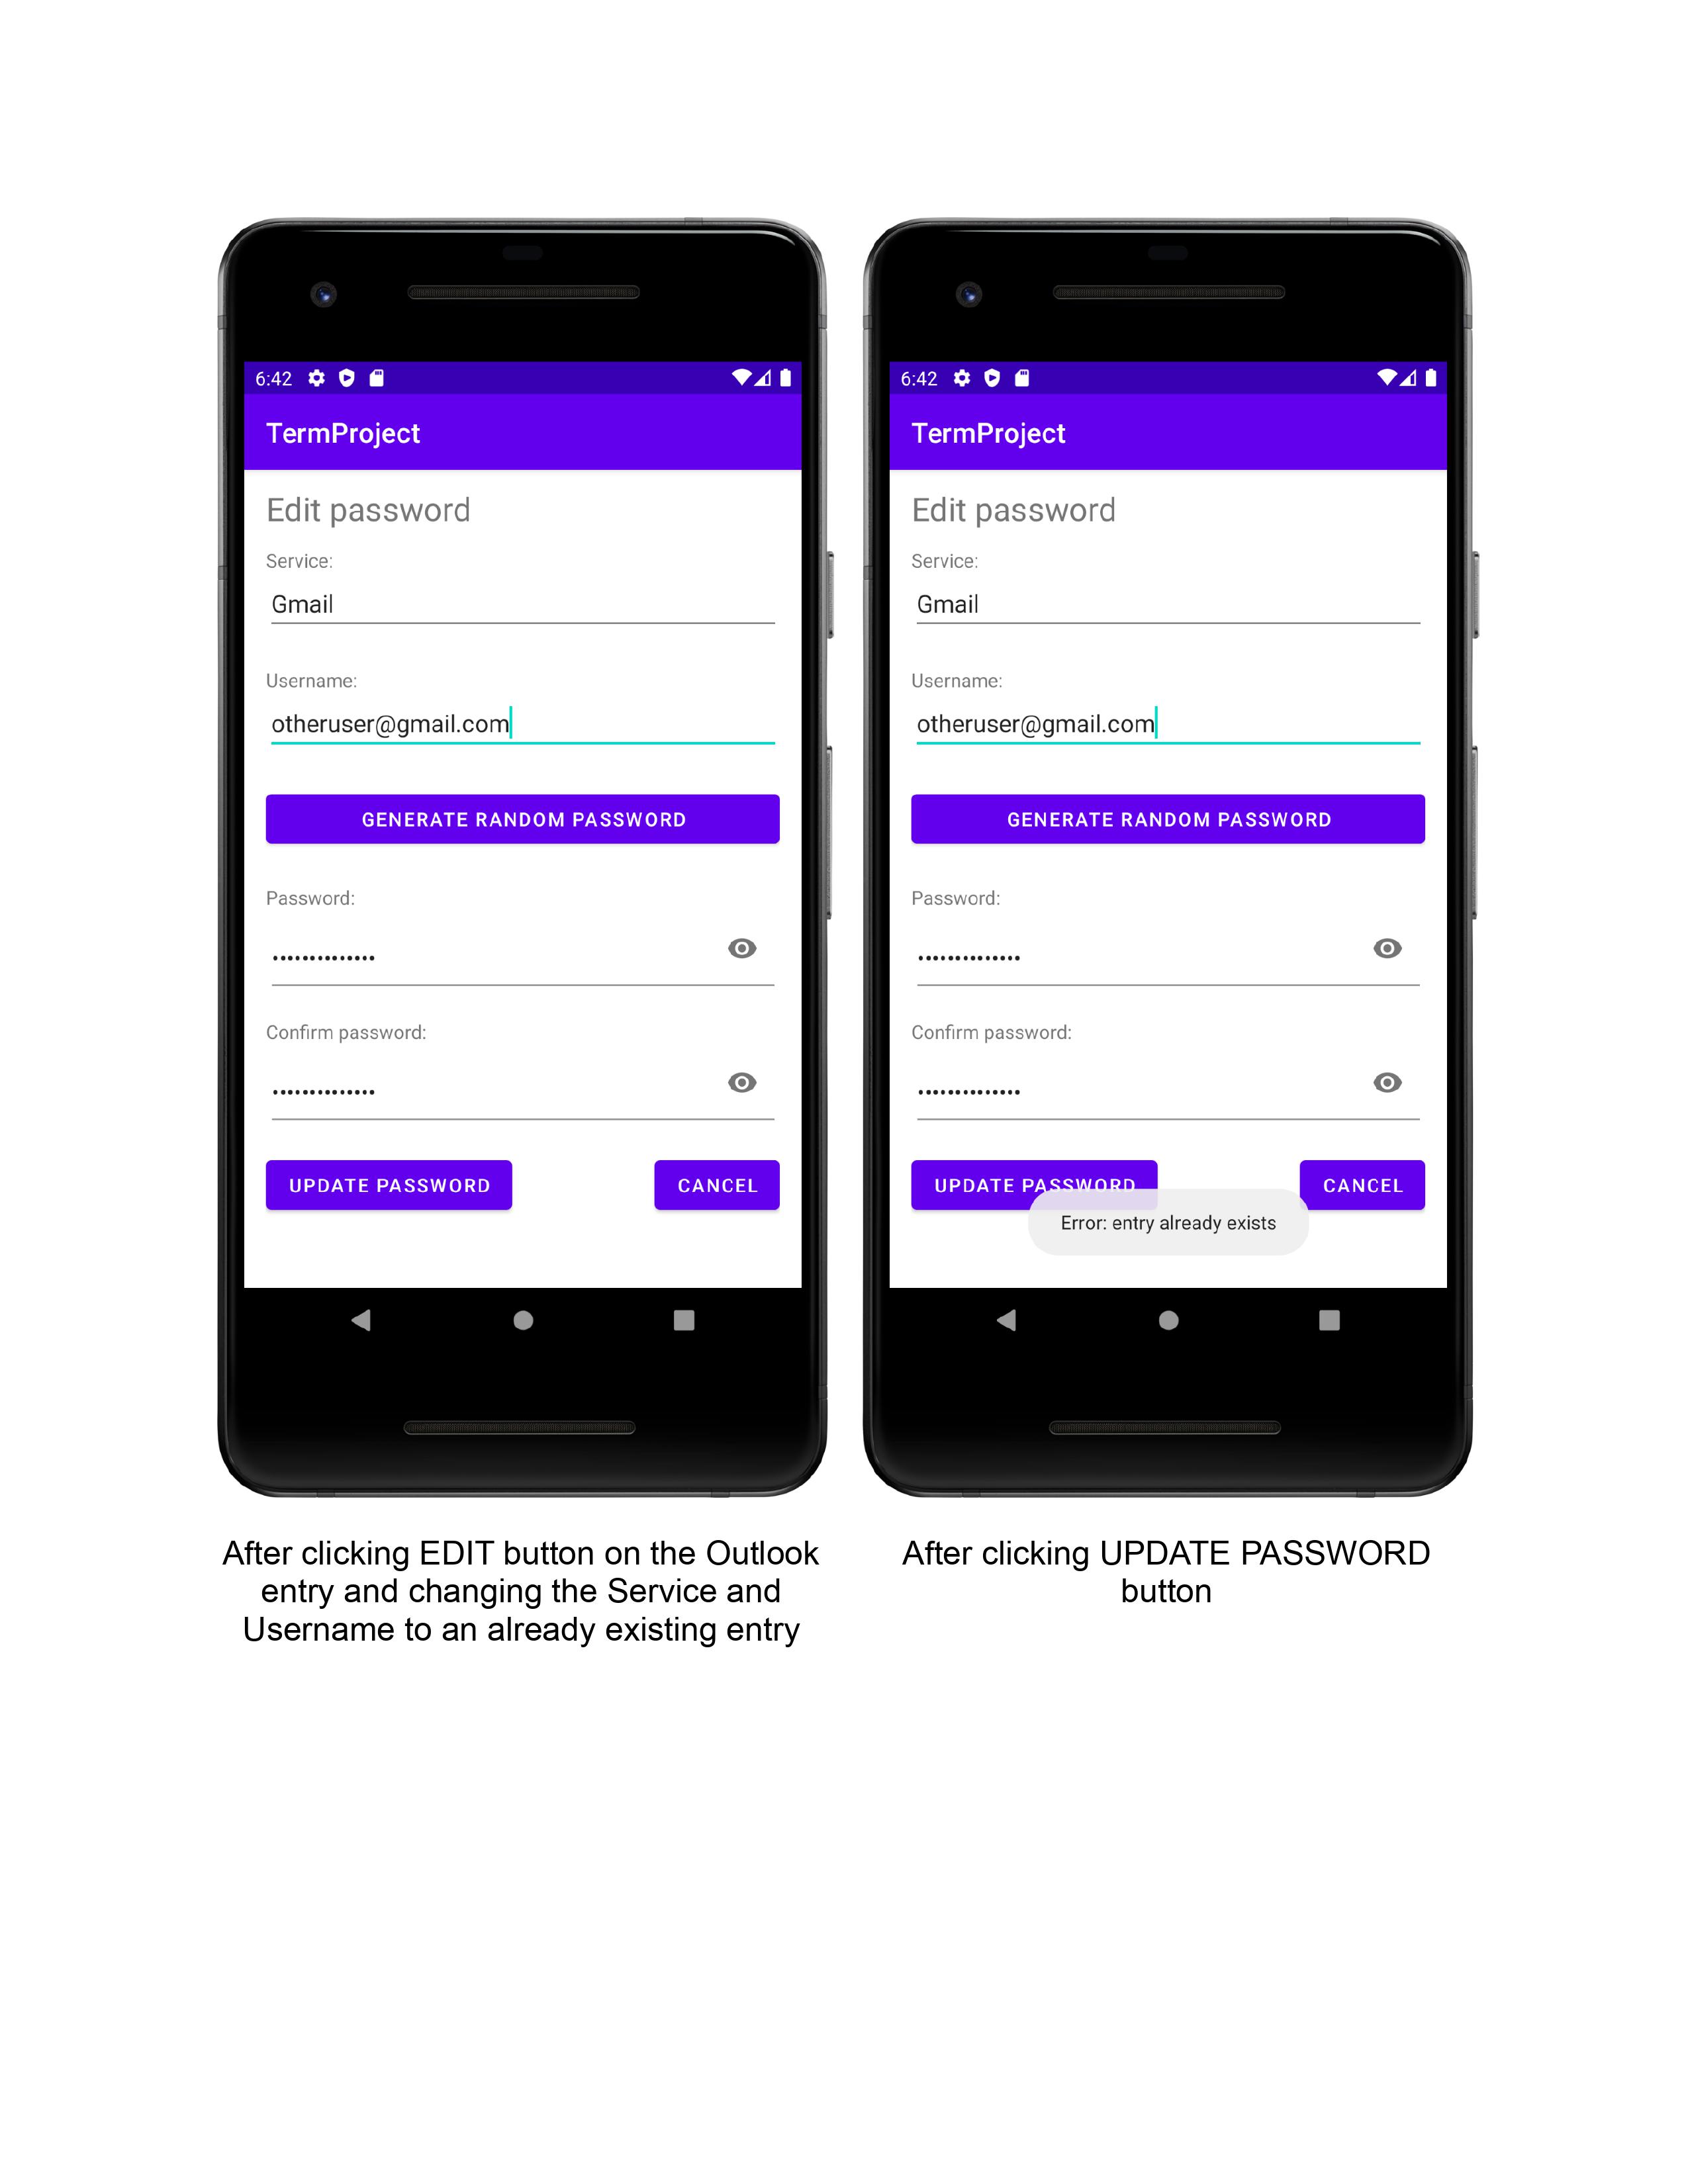 6:42
TermProject
Edit password
Service:
Gmail
Username:
otheruser@gmail.com
GENERATE RANDOM PASSWORD
Password:
••••••••••••••
Confirm password:
••••••••••••••
UPDATE PASSWORD
CANCEL
After clicking EDIT button on the Outlook
entry and changing the Service and
Username to an already existing entry
6:42
TermProject
Edit password
Service:
Gmail
Username:
otheruser@gmail.com
GENERATE RANDOM PASSWORD
Password:
••••••••••••••
Confirm password:
••••••••••••••
UPDATE PASSWORD
CANCEL
Error: entry already exists
After clicking UPDATE PASSWORD
button